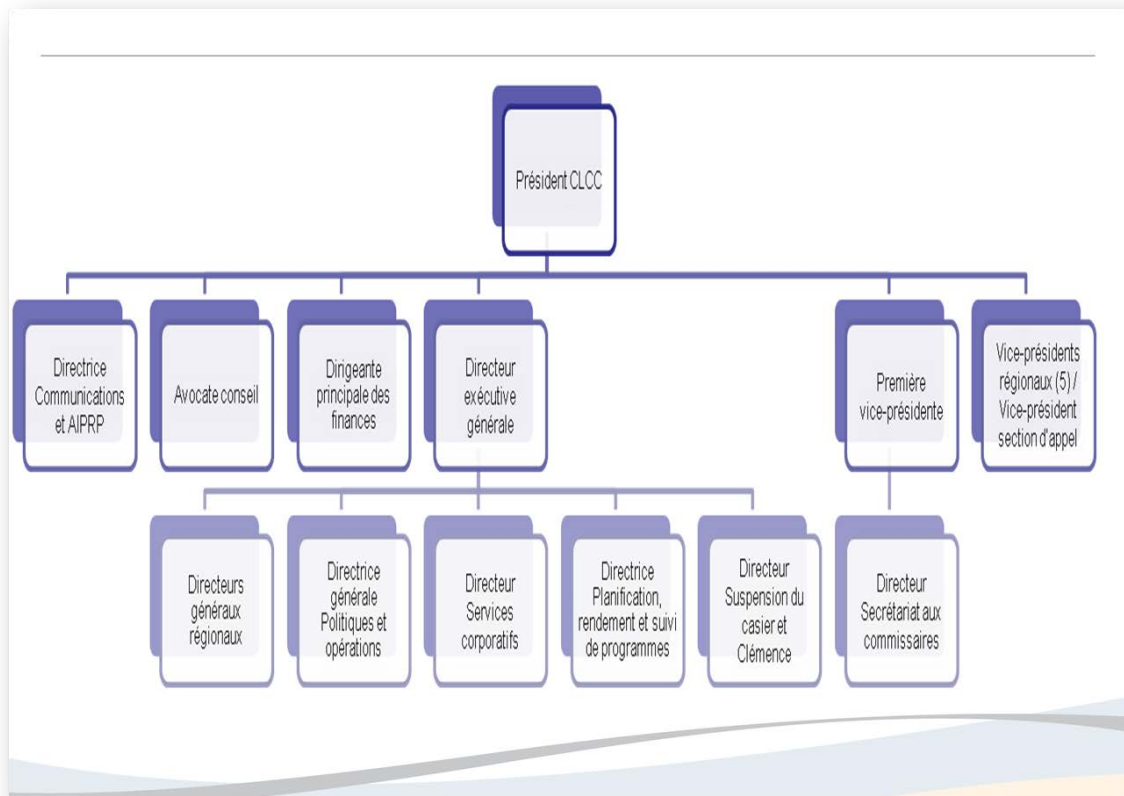 Président CLCC
Directrice
Communications
et AIPRP
Avocate conseil
Dirigeante
principale des
finances
Directeur
exécutive
générale
Première
vice-présidente
Vice-présidents
régionaux (5) /
Vice-président
section d'appel
Directeurs
généraux
régionaux
Directrice
générale
Politiques et
opérations
Directeur
Services
corporatifs
Directrice
Planification,
rendement et suivi
de programmes
Directeur
Suspension du
casier et
Clémence
Directeur
Secrétariat aux
commissaires